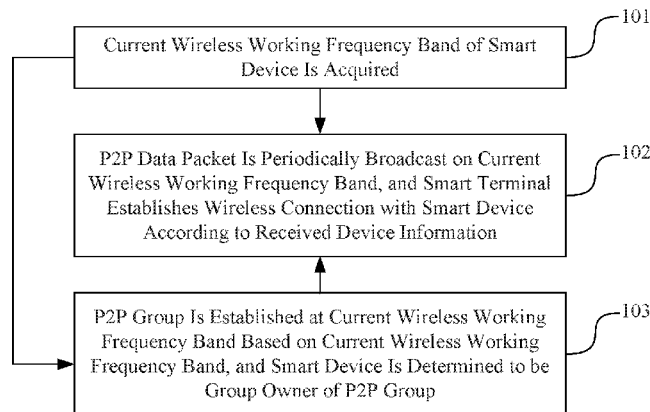 101
Current Wireless Working Frequency Band of Smart
Device Is Acquired
P2P Data Packet Is Periodically Broadcast on Current
Wireless Working Frequency Band, and Smart Terminal
Establishes Wireless Connection with Smart Device
According to Received Device Information
102
P2P Group Is Established at Current Wireless Working
Frequency Band Based on Current Wireless Working
Frequency Band, and Smart Device Is Determined to be
Group Owner of P2P Group
103